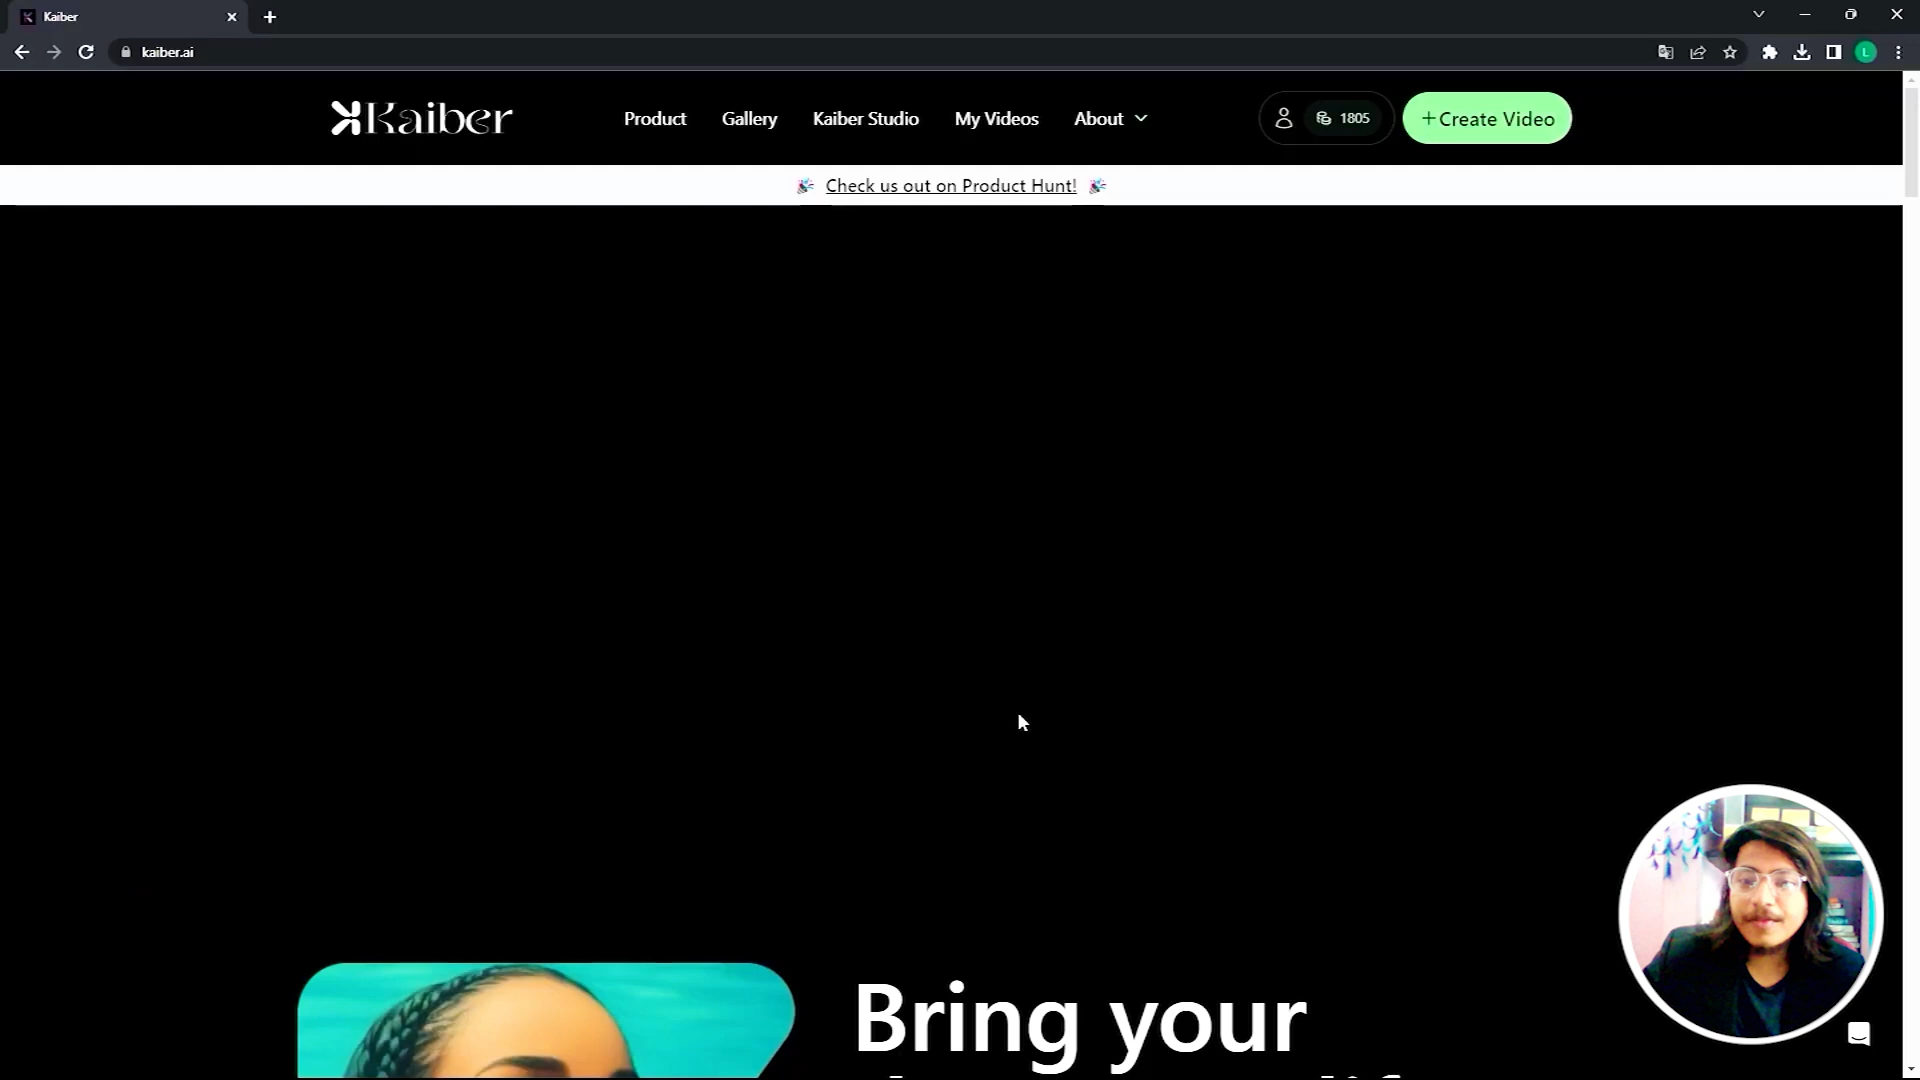 Kaiber
kaiber.ai
L
Kaiber
Product
Gallery
Kaiber Studio
My Videos
About
1805
+Create Video
🎉 Check us out on Product Hunt! 🎉
Bring your